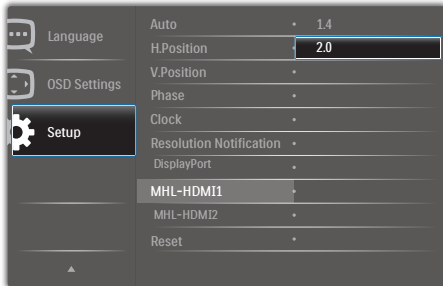 Language
OSD Settings
Setup
Auto
H.Position
V.Position
Phase
Clock
Resolution Notification
DisplayPort
MHL-HDMI1
MHL-HDMI2
Reset
1.4
2.0